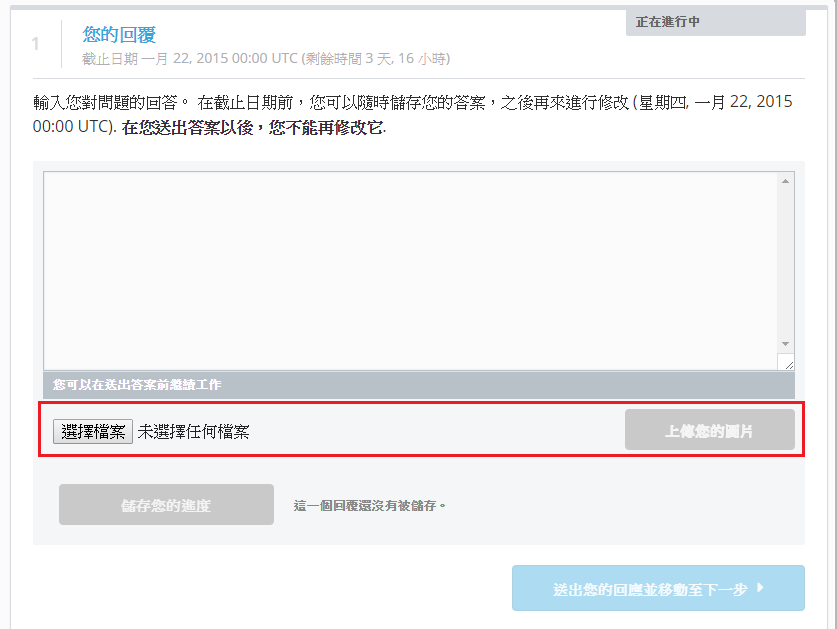 正在進行中
1
您的回覆
截止日期 一月 22, 2015 00:00 UTC (剩餘時間 3 天, 16 小時)
輸入您對問題的回答。 在截止日期前，您可以隨時儲存您的答案，之後再來進行修改 (星期四, 一月 22, 2015
00:00 UTC). 在您送出答案以後，您不能再修改它.
您可以在送出答案前繼續工作
選擇檔案 未選擇任何檔案
上傳您的圖片
儲存您的進度
這一個回覆還沒有被儲存。
送出您的回應並移動至下一步